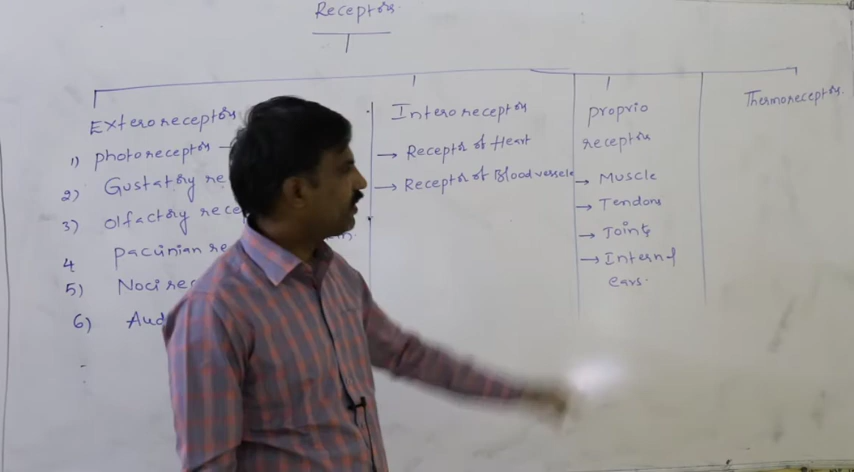 Receptors
Exteroreceptors
1) photoreceptors
2) Gustatory
3) olfactory
4 pacinian
5) Noci
6)
Interoreceptors
→ Receptor of Heart
→ Receptor of Blood vessels
proprio
receptors
→ Muscle
→ Tendons
→ Joints
→ Internal
ears.
Thermoreceptors.